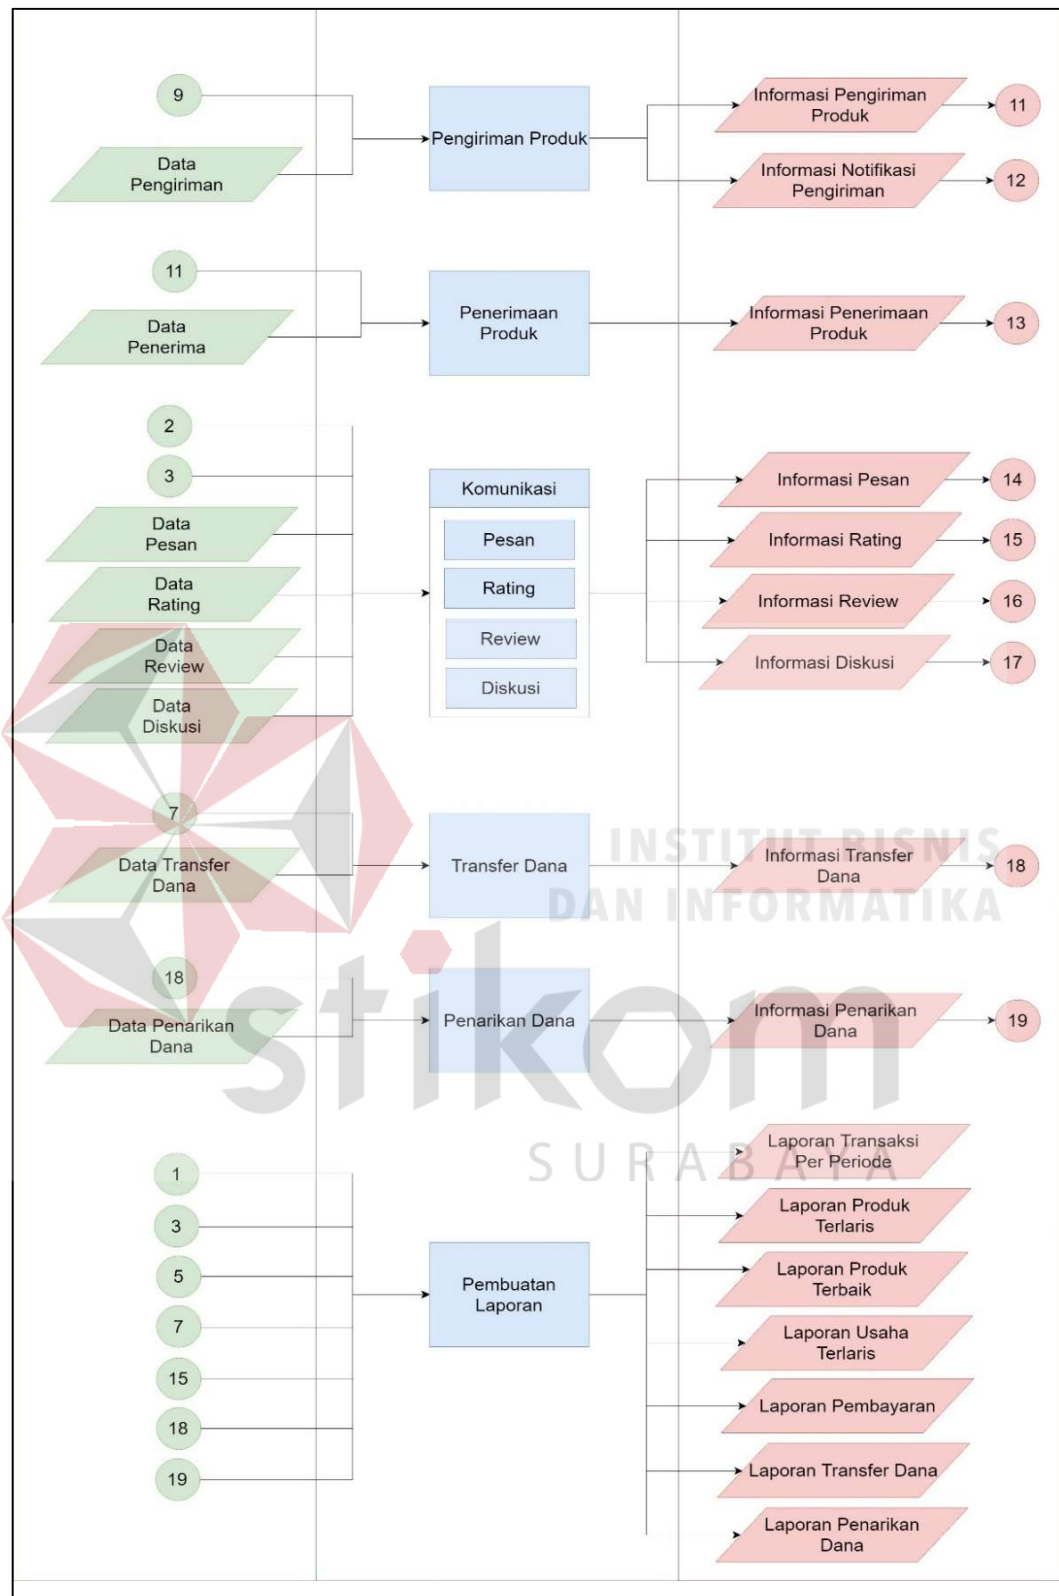 9
Data
Pengiriman
Pengiriman Produk
Informasi Pengiriman
Produk
11
Informasi Notifikasi
Pengiriman
12
11
Data
Penerima
Penerimaan
Produk
Informasi Penerimaan
Produk
13
2
3
Data
Pesan
Data
Rating
Data
Review
Data
Diskusi
Komunikasi
Pesan
Rating
Review
Diskusi
Informasi Pesan
14
Informasi Rating
15
Informasi Review
16
Informasi Diskusi
17
7
Data Transfer
Dana
Transfer Dana
Informasi Transfer
Dana
18
INSTITUT BISNIS
DAN INFORMATIKA
18
Data Penarikan
Dana
Penarikan Dana
Informasi Penarikan
Dana
19
stikom
SURABAYA
1
3
5
7
15
18
19
Pembuatan
Laporan
Laporan Transaksi
Per Periode
Laporan Produk
Terlaris
Laporan Produk
Terbaik
Laporan Usaha
Terlaris
Laporan Pembayaran
Laporan Transfer Dana
Laporan Penarikan
Dana